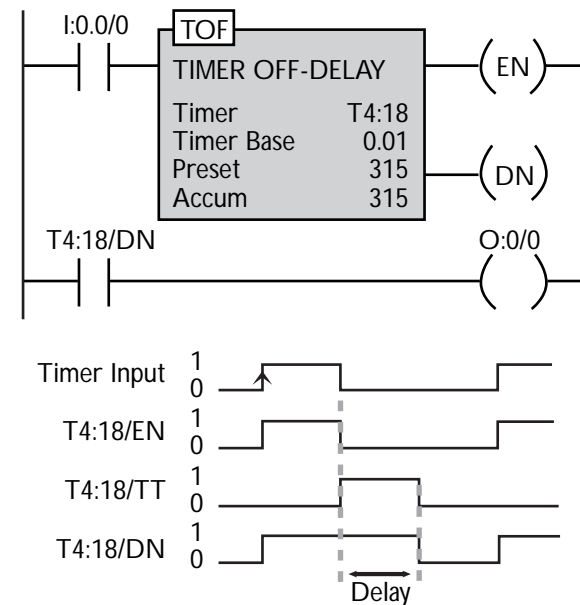 I:0.0/0
TOF
TIMER OFF-DELAY
EN
Timer T4:18
Timer Base 0.01
Preset 315
DN
Accum 315
T4:18/DN O:0/0
Timer Input 1
0
T4:18/EN 1
0
T4:18/TT 1
0
T4:18/DN 1
0
Delay